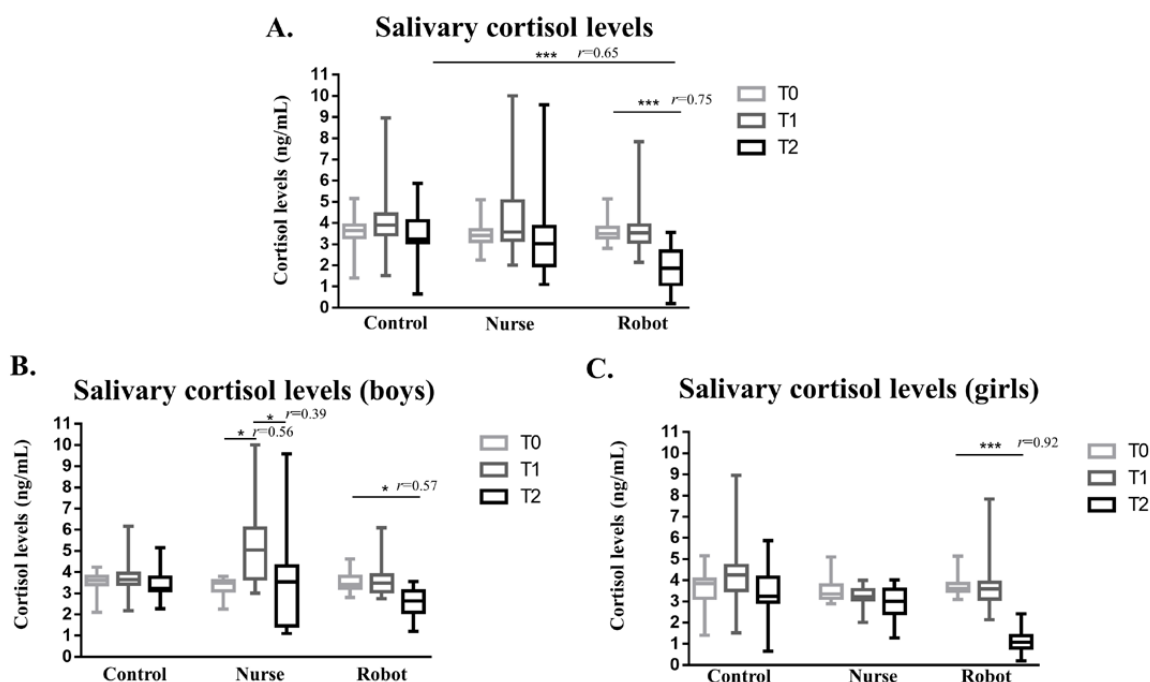 A.
Salivary cortisol levels
*** r=0.65
*** r=0.75
Cortisol levels (ng/mL)
11
10
9
8
7
6
5
4
3
2
1
0
Control Nurse Robot
T0
T1
T2
B.
Salivary cortisol levels (boys)
* r=0.39
* r=0.56
* r=0.57
Cortisol levels (ng/mL)
11
10
9
8
7
6
5
4
3
2
1
0
Control Nurse Robot
T0
T1
T2
C.
Salivary cortisol levels (girls)
*** r=0.92
Cortisol levels (ng/mL)
11
10
9
8
7
6
5
4
3
2
1
0
Control Nurse Robot
T0
T1
T2